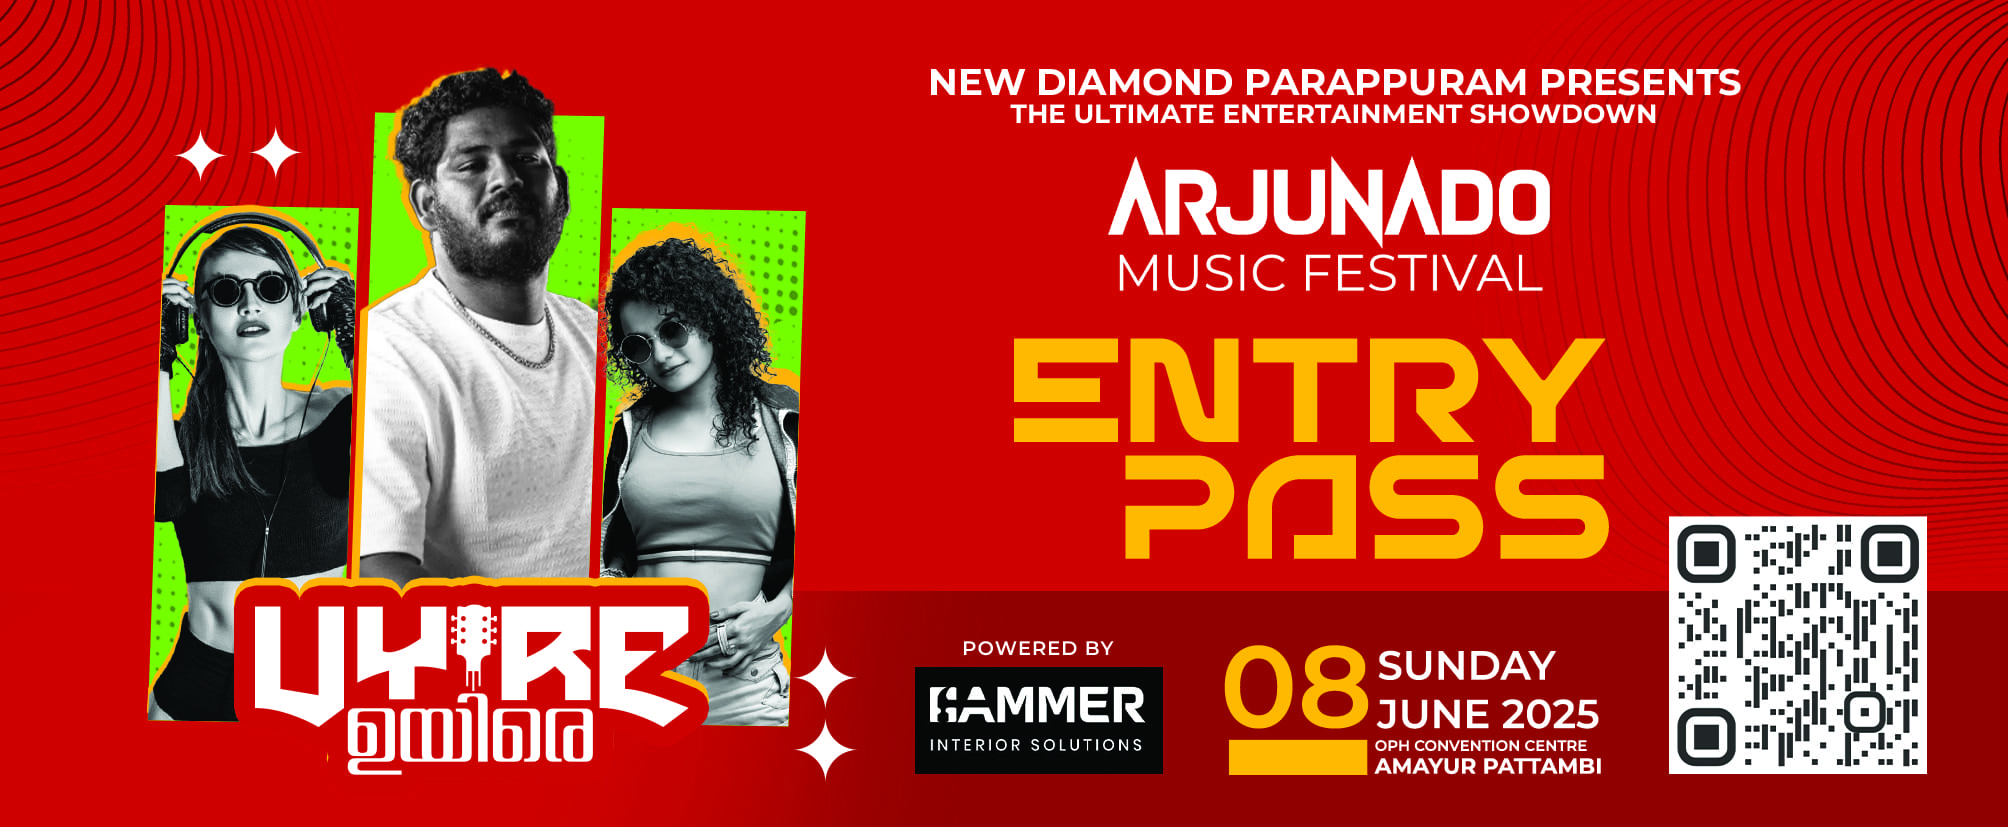 NEW DIAMOND PARAPPURAM PRESENTS
THE ULTIMATE ENTERTAINMENT SHOWDOWN
ARJUNADO
MUSIC FESTIVAL
ENTRY
PASS
UYIRE
ഉയിരെ
POWERED BY
HAMMER
INTERIOR SOLUTIONS
08
SUNDAY
JUNE 2025
OPH CONVENTION CENTRE
AMAYUR PATTAMBI